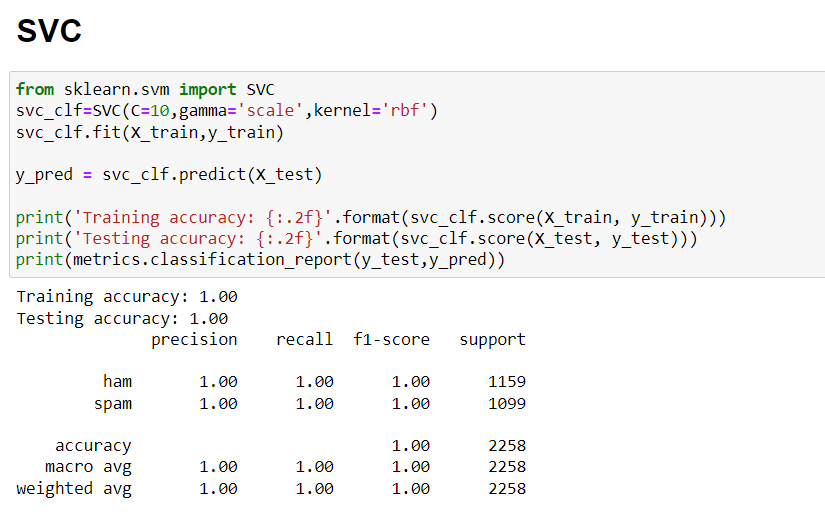 SVC
from sklearn.svm import SVC
svc_clf=SVC(C=10,gamma='scale',kernel='rbf')
svc_clf.fit(X_train,y_train)
y_pred = svc_clf.predict(X_test)
print('Training accuracy: {:.2f}'.format(svc_clf.score(X_train, y_train)))
print('Testing accuracy: {:.2f}'.format(svc_clf.score(X_test, y_test)))
print(metrics.classification_report(y_test,y_pred))
Training accuracy: 1.00
Testing accuracy: 1.00
              precision    recall  f1-score   support
         ham       1.00      1.00      1.00      1159
        spam       1.00      1.00      1.00      1099
    accuracy                           1.00      2258
   macro avg       1.00      1.00      1.00      2258
weighted avg       1.00      1.00      1.00      2258